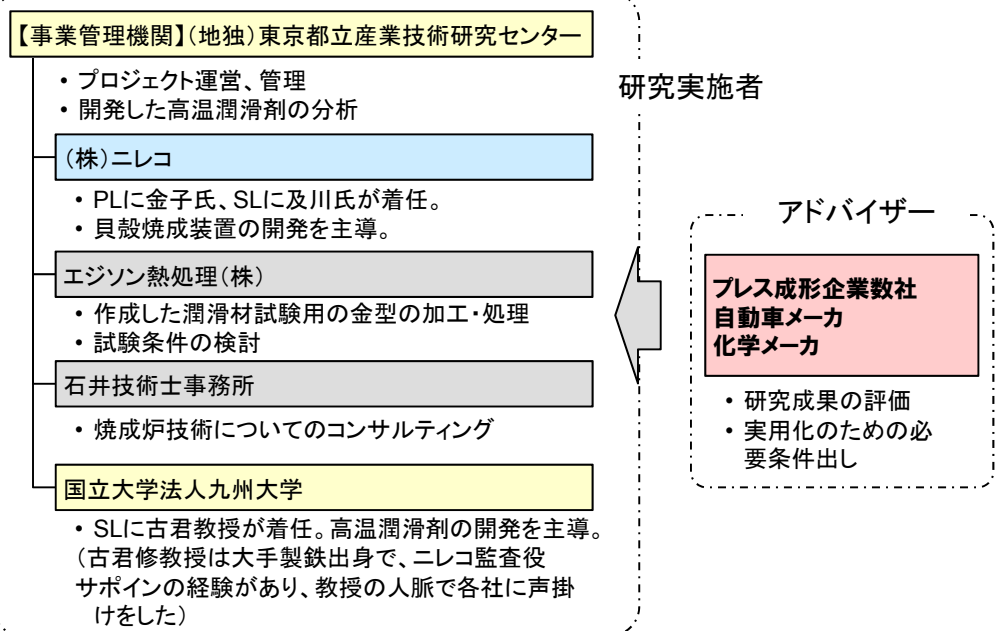 【事業管理機関】(地独)東京都立産業技術研究センター
• プロジェクト運営、管理
• 開発した高温潤滑剤の分析
(株)ニレコ
• PLに金子氏、SLに及川氏が着任。
• 貝殻焼成装置の開発を主導。
エジソン熱処理(株)
• 作成した潤滑材試験用の金型の加工・処理
• 試験条件の検討
石井技術士事務所
• 焼成炉技術についてのコンサルティング
国立大学法人九州大学
• SLに古君教授が着任。高温潤滑剤の開発を主導。
(古君修教授は大手製鉄出身で、ニレコ監査役
サポインの経験があり、教授の人脈で各社に声掛
けをした)
研究実施者
アドバイザー
プレス成形企業数社
自動車メーカ
化学メーカ
• 研究成果の評価
• 実用化のための必
要条件出し